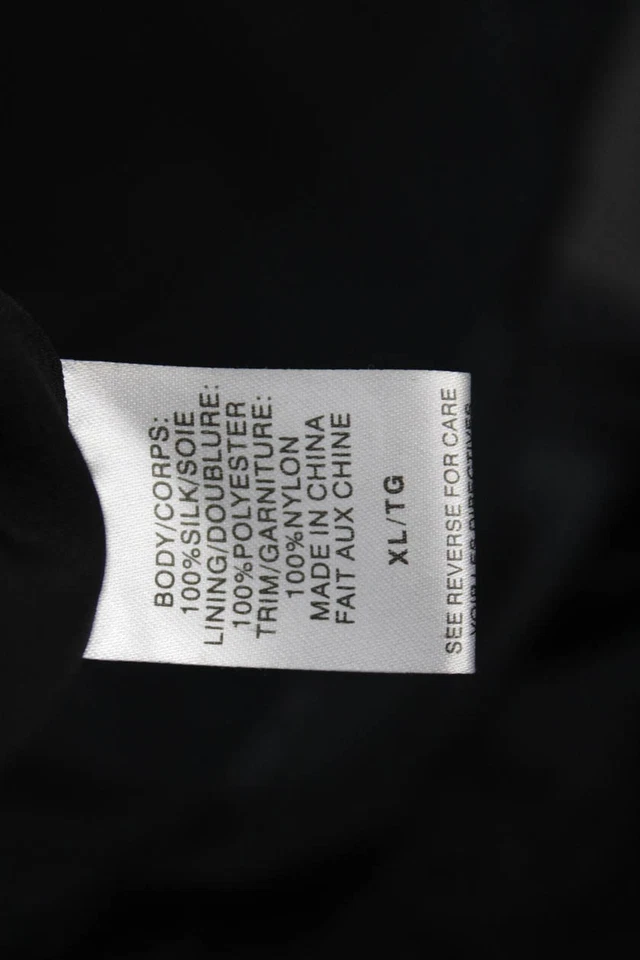 BODY/CORPS:
100%SILK/SOIE
LINING/DOUBLURE:
100%POLYESTER
TRIM/GARNITURE:
100%NYLON
MADE IN CHINA
FAIT AUX CHINE
XL/TG
SEE REVERSE FOR CARE